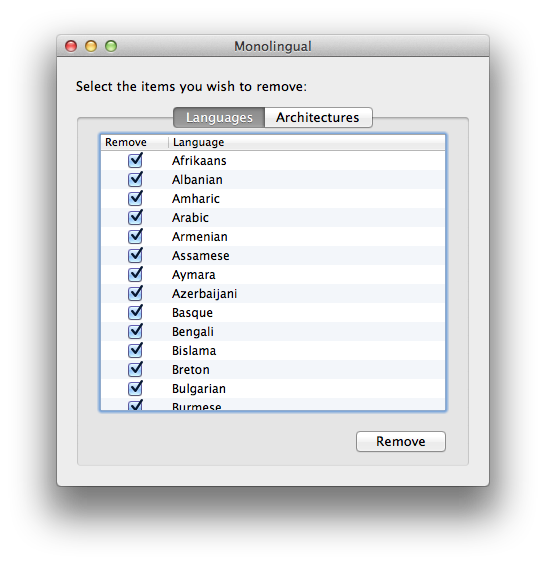 Monolingual
Select the items you wish to remove:
Languages Architectures
Remove Language
Afrikaans
Albanian
Amharic
Arabic
Armenian
Assamese
Aymara
Azerbaijani
Basque
Bengali
Bislama
Breton
Bulgarian
Burmese
Remove